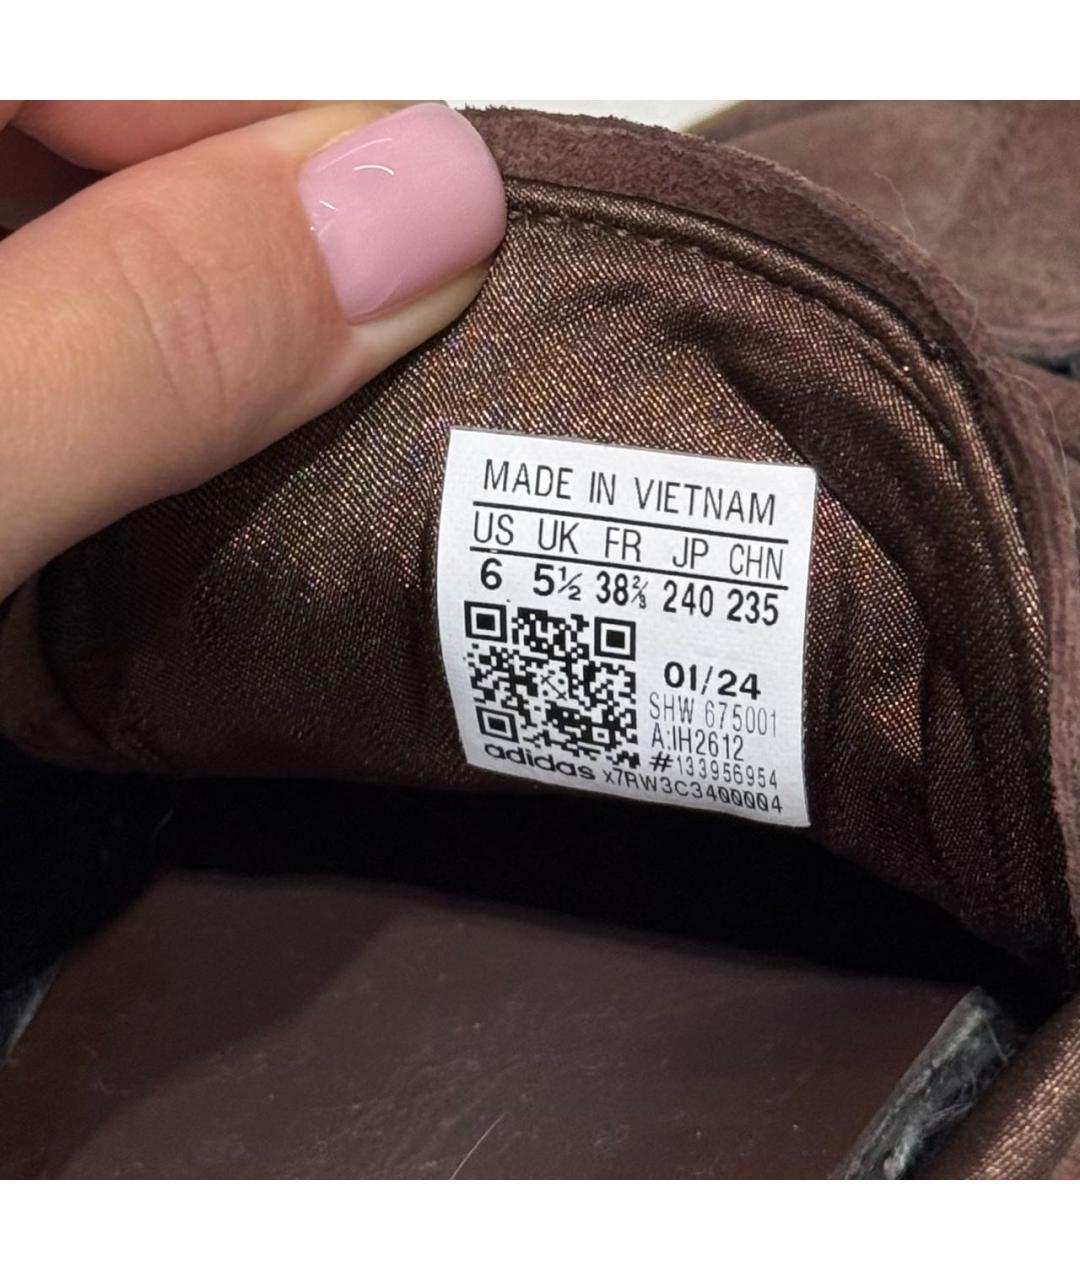 MADE IN VIETNAM
US UK FR JP CHN
6 5½ 38⅔ 240 235
01/24
SHW 675001
A:IH2612
#133956954
adidas x7RW3C3400004